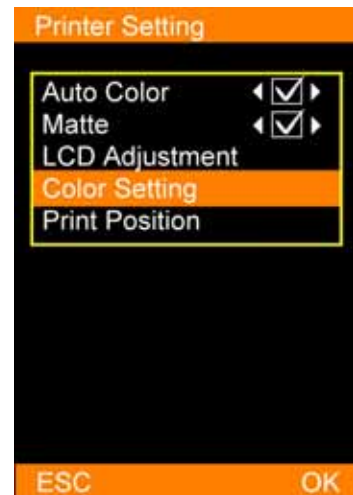 Printer Setting
Auto Color
Matte
LCD Adjustment
Color Setting
Print Position
ESC OK